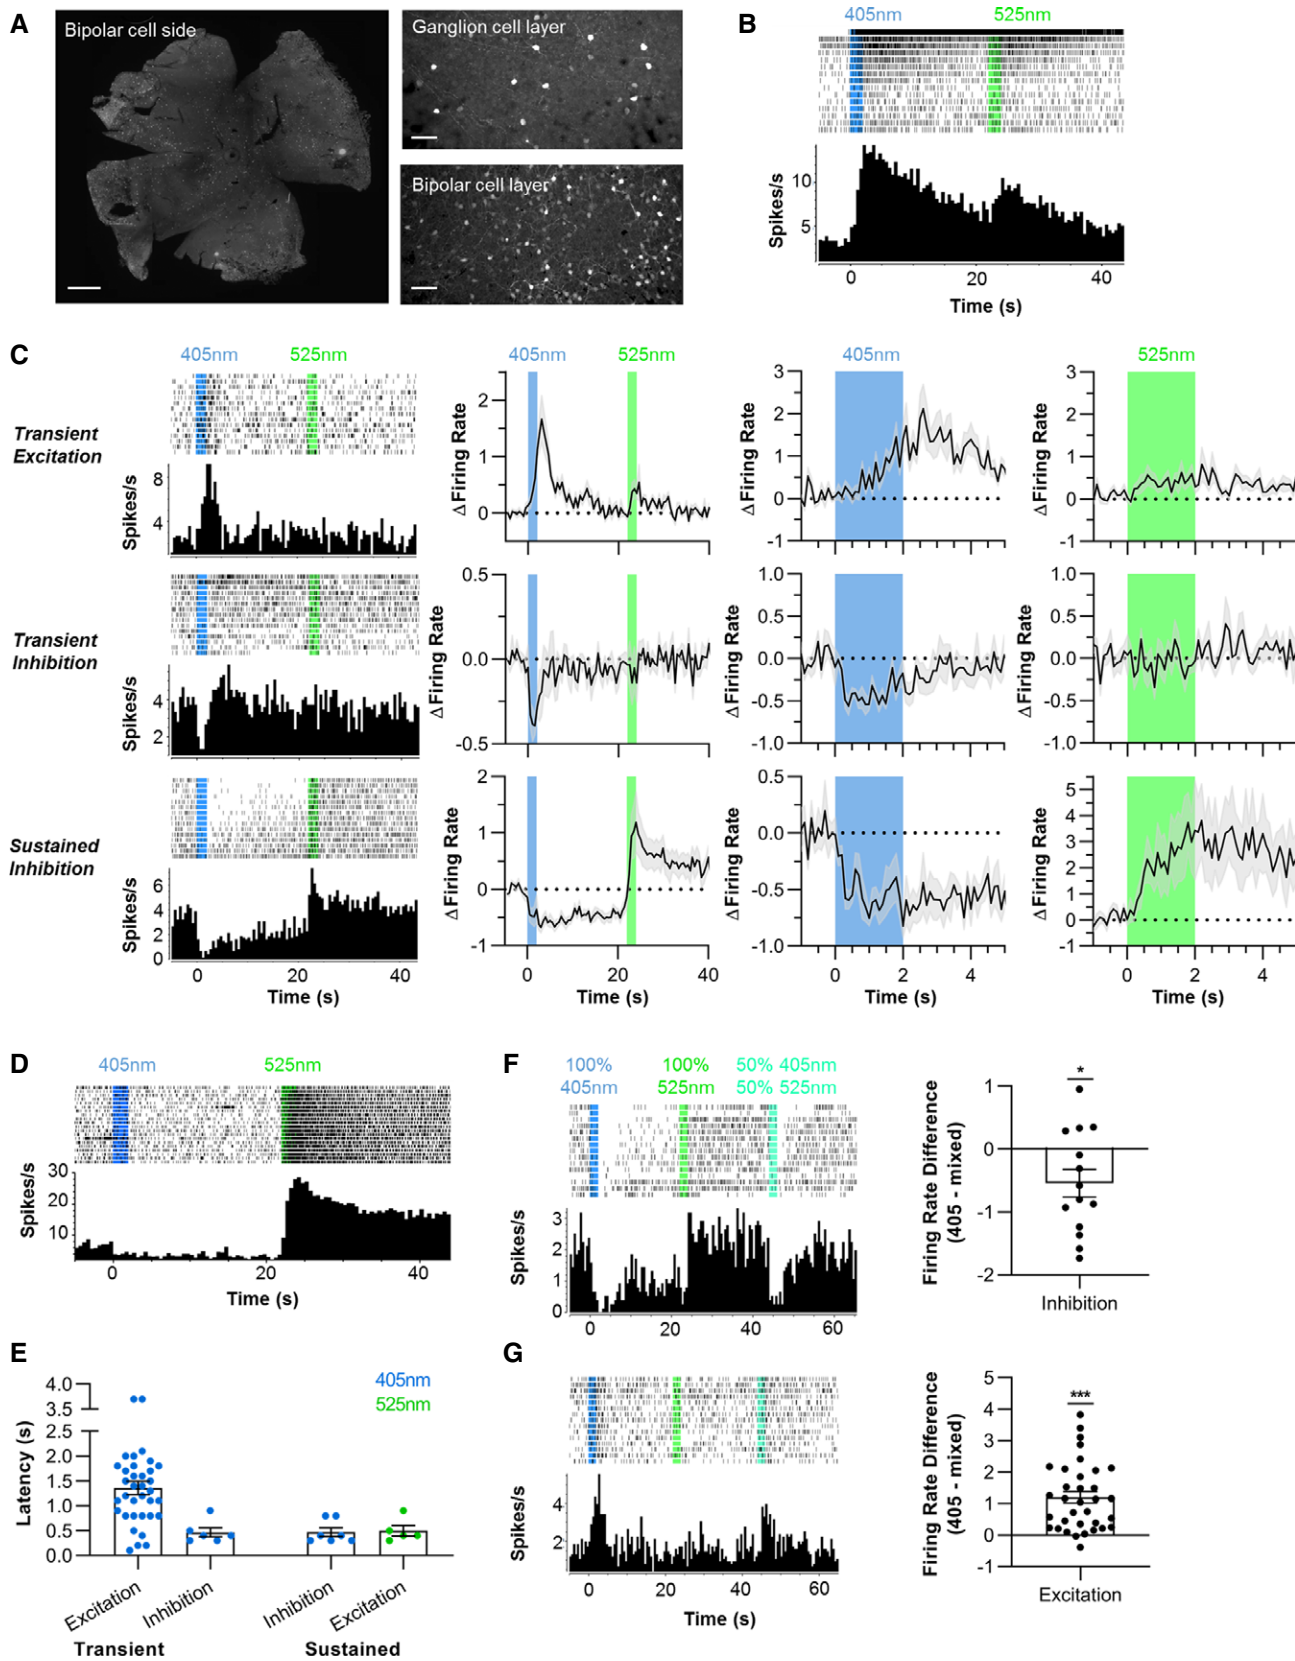 A
Bipolar cell side
Ganglion cell layer
Bipolar cell layer
B
405nm
525nm
Spikes/s
10
5
0
20
40
Time (s)
C
405nm
525nm
405nm
525nm
405nm
525nm
Transient
Excitation
Spikes/s
8
4
Δ Firing Rate
2
1
0
Δ Firing Rate
3
2
1
0
-1
Δ Firing Rate
3
2
1
0
-1
Transient
Inhibition
Spikes/s
4
2
Δ Firing Rate
0.5
0.0
-0.5
Δ Firing Rate
1.0
0.5
0.0
-0.5
-1.0
Δ Firing Rate
1.0
0.5
0.0
-0.5
-1.0
Sustained
Inhibition
Spikes/s
6
4
2
0
0
20
40
Time (s)
Δ Firing Rate
2
1
0
-1
0
20
40
Time (s)
Δ Firing Rate
0.5
0.0
-0.5
-1.0
0
2
4
Time (s)
Δ Firing Rate
5
4
3
2
1
0
-1
0
2
4
Time (s)
D
405nm
525nm
Spikes/s
30
20
10
0
20
40
Time (s)
E
405nm
525nm
Latency (s)
4.0
3.5
2.5
2.0
1.5
1.0
0.5
0.0
Excitation
Inhibition
Inhibition
Excitation
Transient
Sustained
F
100%
405nm
100%
525nm
50% 405nm
50% 525nm
Spikes/s
3
2
1
0
0
20
40
60
Firing Rate Difference
(405 - mixed)
1
0
-1
-2
*
Inhibition
G
Spikes/s
4
2
0
20
40
60
Time (s)
Firing Rate Difference
(405 - mixed)
5
4
3
2
1
0
-1
***
Excitation